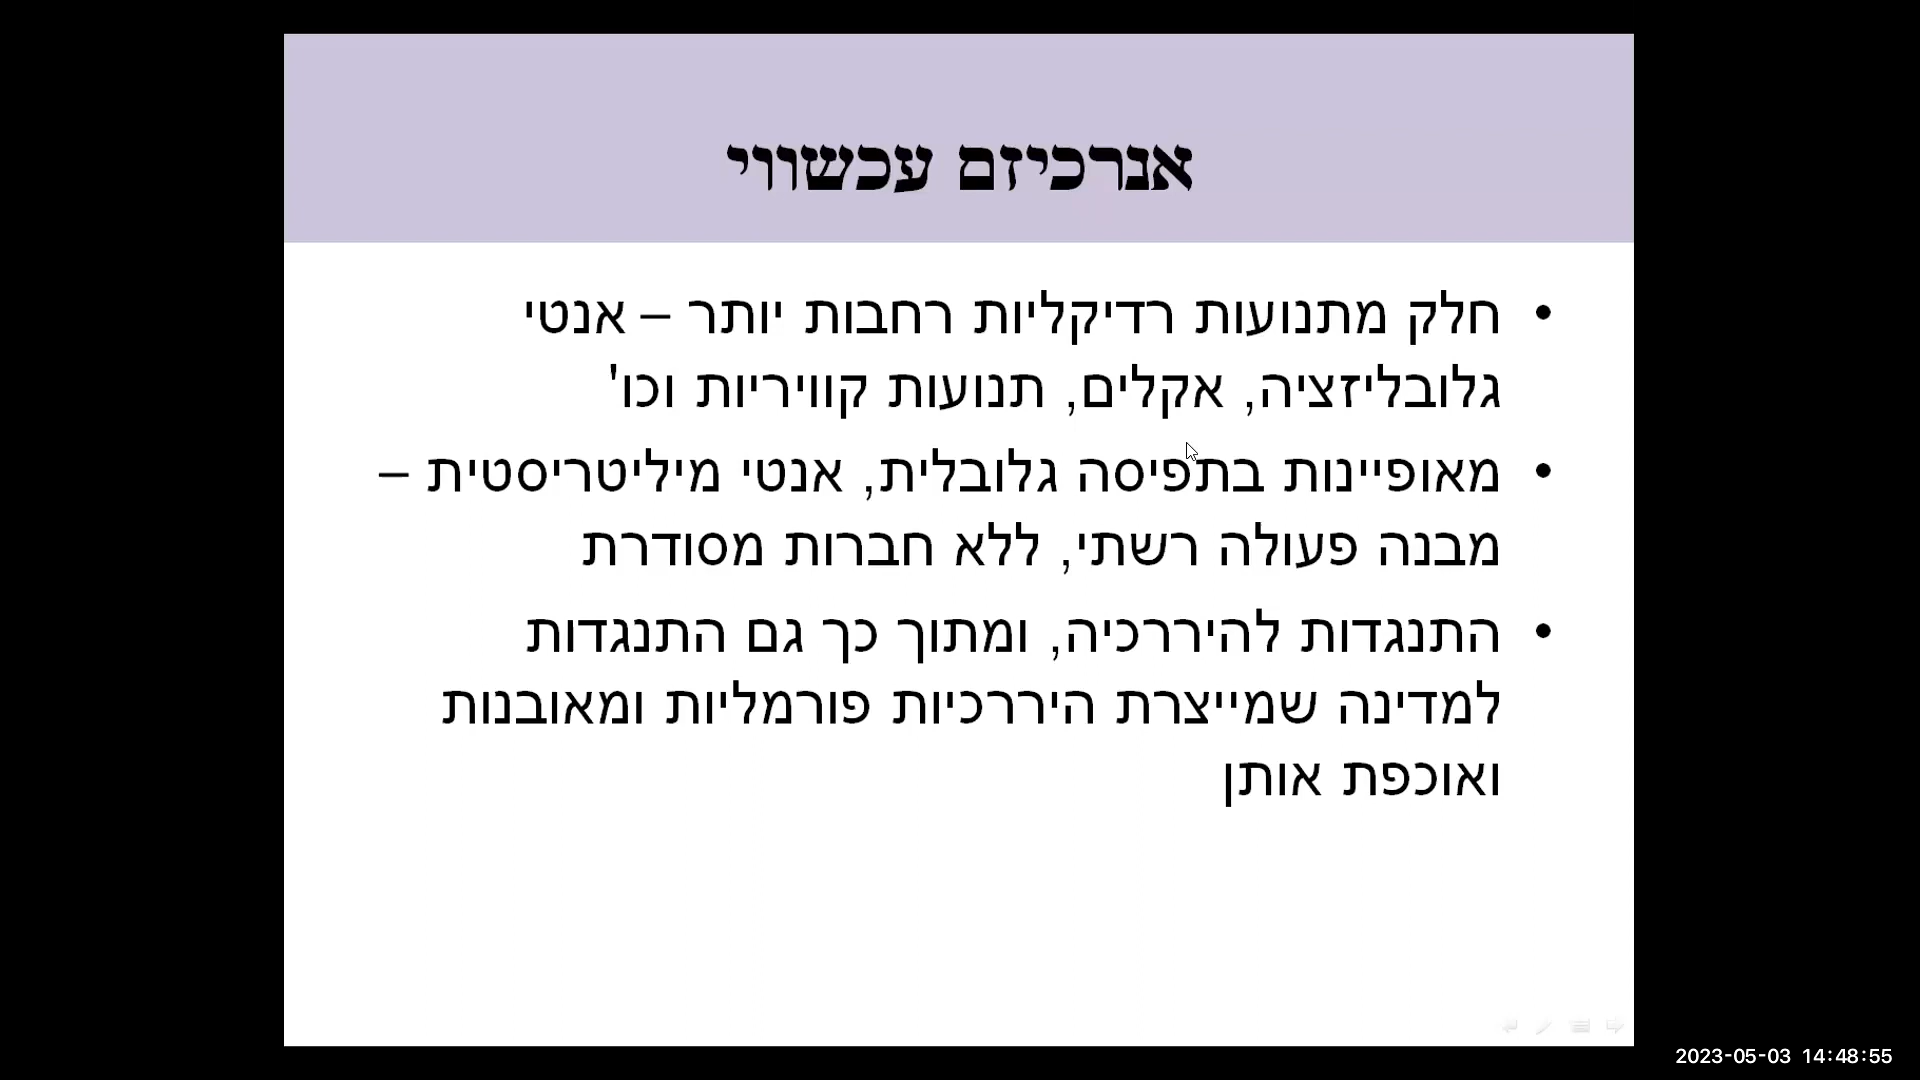 אנרכיזם עכשווי
• חלק מתנועות רדיקליות רחבות יותר – אנטי
גלובליזציה, אקלים, תנועות קוויריות וכו'
• מאופיינות בתפיסה גלובלית, אנטי מיליטריסטית –
מבנה פעולה רשתי, ללא חברות מסודרת
• התנגדות להיררכיה, ומתוך כך גם התנגדות
למדינה שמייצרת היררכיות פורמליות ומאובנות
ואוכפת אותן
2023-05-03 14:48:55